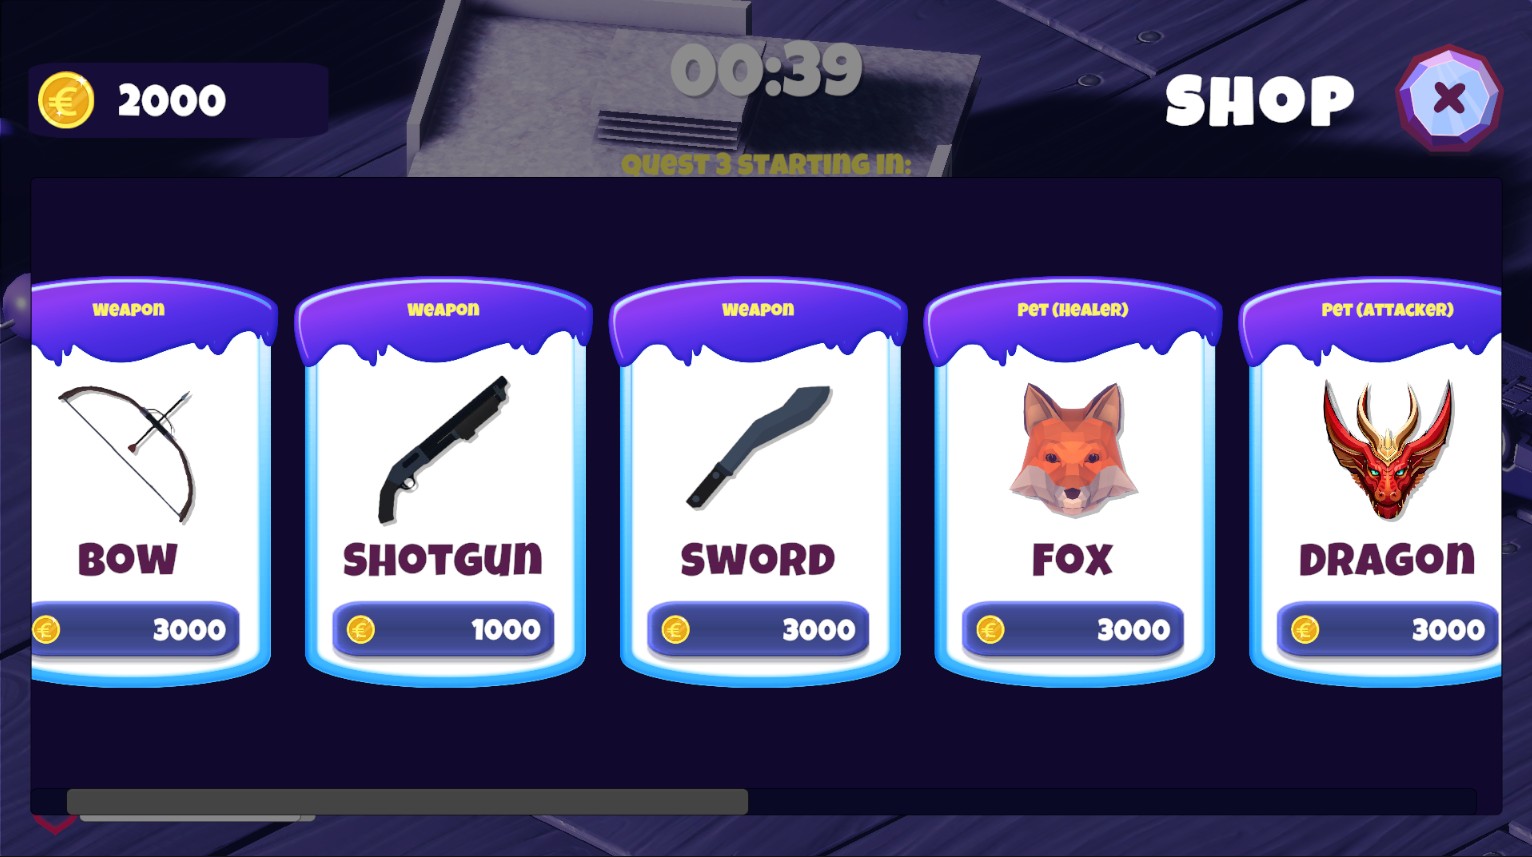 2000
00:39
SHOP
QUEST 3 STARTING IN:
WEAPON
WEAPON
WEAPON
PET (HEALER)
PET (ATTACKER)
BOW
SHOTGUN
SWORD
FOX
DRAGON
€ 3000
€ 1000
€ 3000
€ 3000
€ 3000